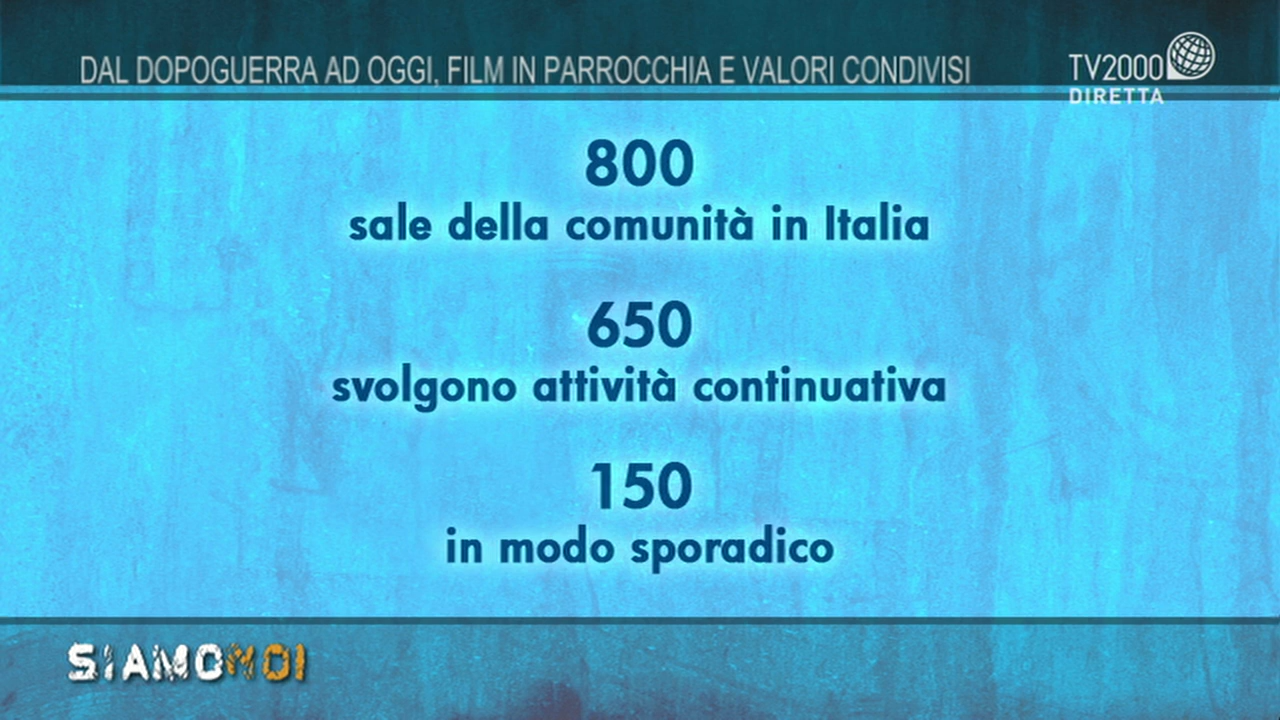 DAL DOPOGUERRA AD OGGI, FILM IN PARROCCHIA E VALORI CONDIVISI
TV2000
DIRETTA
800
sale della comunità in Italia
650
svolgono attività continuativa
150
in modo sporadico
SIAMONOI